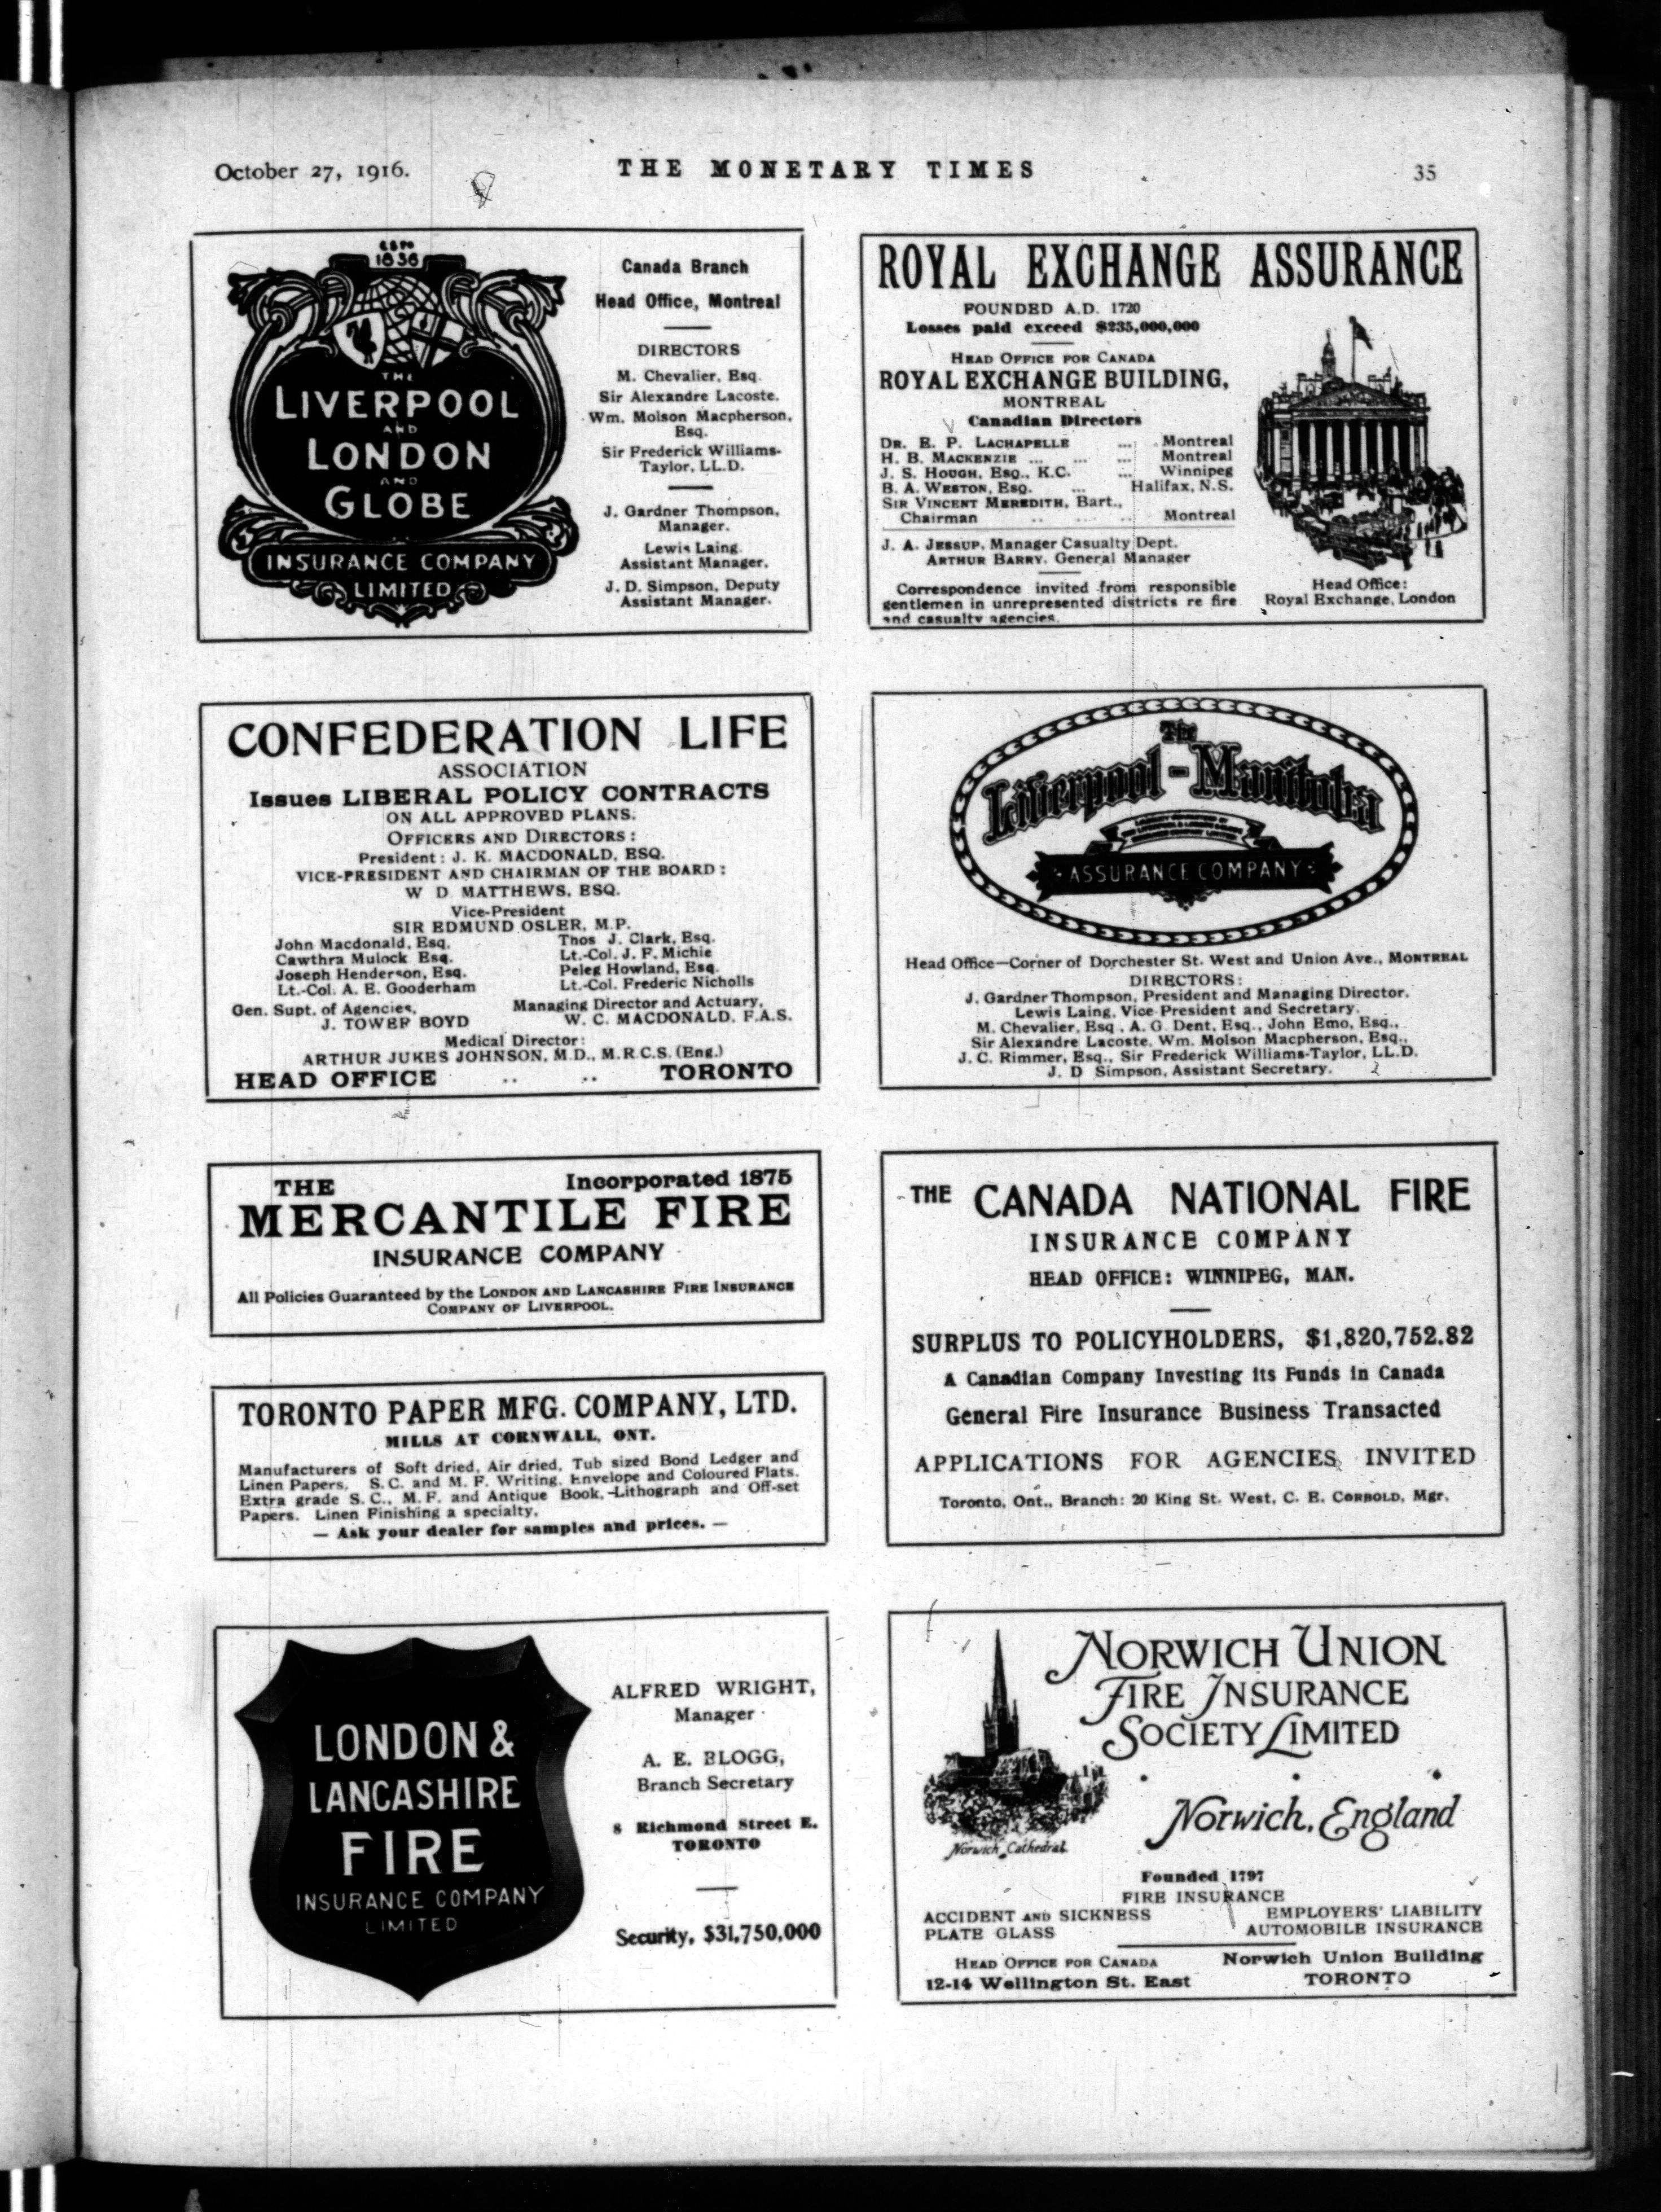 October 27, 1916.
THE MONETARY TIMES
35
ESTD
1836
THE
LIVERPOOL
AND
LONDON
AND
GLOBE
INSURANCE COMPANY
LIMITED
Canada Branch
Head Office, Montreal
DIRECTORS
M. Chevalier, Esq.
Sir Alexandre Lacoste.
Wm. Molson Macpherson,
Esq.
Sir Frederick Williams-
Taylor, LL.D.
J. Gardner Thompson,
Manager.
Lewis Laing.
Assistant Manager.
J. D. Simpson, Deputy
Assistant Manager.
ROYAL EXCHANGE ASSURANCE
FOUNDED A.D. 1720
Losses paid exceed $235,000,000
HEAD OFFICE FOR CANADA
ROYAL EXCHANGE BUILDING,
MONTREAL
Canadian Directors
DR. E. P. LACHAPELLE ... Montreal
H. B. MACKENZIE ... ... ... Montreal
J. S. HOUGH, ESQ., K.C. ... Winnipeg
B. A. WESTON, ESQ. ... Halifax, N.S.
SIR VINCENT MEREDITH, Bart.,
Chairman .. ... .. Montreal
J. A. JESSUP, Manager Casualty Dept.
ARTHUR BARRY, General Manager
Correspondence invited from responsible
gentlemen in unrepresented districts re fire
and casualty agencies.
Head Office:
Royal Exchange, London
CONFEDERATION LIFE
ASSOCIATION
Issues LIBERAL POLICY CONTRACTS
ON ALL APPROVED PLANS.
OFFICERS AND DIRECTORS:
President: J. K. MACDONALD, ESQ.
VICE-PRESIDENT AND CHAIRMAN OF THE BOARD:
W D MATTHEWS, ESQ.
Vice-President
SIR EDMUND OSLER, M.P.
John Macdonald, Esq. Thos J. Clark, Esq.
Cawthra Mulock Esq. Lt.-Col. J. F. Michie
Joseph Henderson, Esq. Peleg Howland, Esq.
Lt.-Col. A. E. Gooderham Lt.-Col. Frederic Nicholls
Gen. Supt. of Agencies, Managing Director and Actuary,
J. TOWER BOYD W. C. MACDONALD, F.A.S.
Medical Director:
ARTHUR JUKES JOHNSON, M.D., M.R.C.S. (Eng.)
HEAD OFFICE .. .. TORONTO
The
Liverpool-Manitoba
ASSURANCE COMPANY
Head Office—Corner of Dorchester St. West and Union Ave., MONTREAL
DIRECTORS:
J. Gardner Thompson, President and Managing Director.
Lewis Laing, Vice President and Secretary.
M. Chevalier, Esq., A. G. Dent, Esq., John Emo, Esq.,
Sir Alexandre Lacoste, Wm. Molson Macpherson, Esq.,
J. C. Rimmer, Esq., Sir Frederick Williams-Taylor, LL.D.
J. D Simpson, Assistant Secretary.
THE Incorporated 1875
MERCANTILE FIRE
INSURANCE COMPANY
All Policies Guaranteed by the LONDON AND LANCASHIRE FIRE INSURANCE
COMPANY OF LIVERPOOL.
THE CANADA NATIONAL FIRE
INSURANCE COMPANY
HEAD OFFICE: WINNIPEG, MAN.
SURPLUS TO POLICYHOLDERS, $1,820,752.82
A Canadian Company Investing its Funds in Canada
General Fire Insurance Business Transacted
APPLICATIONS FOR AGENCIES INVITED
Toronto, Ont., Branch: 20 King St. West, C. E. CORBOLD, Mgr.
TORONTO PAPER MFG. COMPANY, LTD.
MILLS AT CORNWALL, ONT.
Manufacturers of Soft dried, Air dried, Tub sized Bond Ledger and
Linen Papers, S. C. and M. F. Writing, Envelope and Coloured Flats.
Extra grade S. C., M. F. and Antique Book, Lithograph and Off-set
Papers. Linen Finishing a specialty.
— Ask your dealer for samples and prices. —
LONDON &
LANCASHIRE
FIRE
INSURANCE COMPANY
LIMITED
ALFRED WRIGHT,
Manager
A. E. BLOGG,
Branch Secretary
8 Richmond Street E.
TORONTO
Security, $31,750,000
NORWICH UNION
FIRE INSURANCE
SOCIETY LIMITED
Norwich, England
Norwich Cathedral
Founded 1797
FIRE INSURANCE
ACCIDENT AND SICKNESS EMPLOYERS' LIABILITY
PLATE GLASS AUTOMOBILE INSURANCE
HEAD OFFICE FOR CANADA Norwich Union Building
12-14 Wellington St. East TORONTO